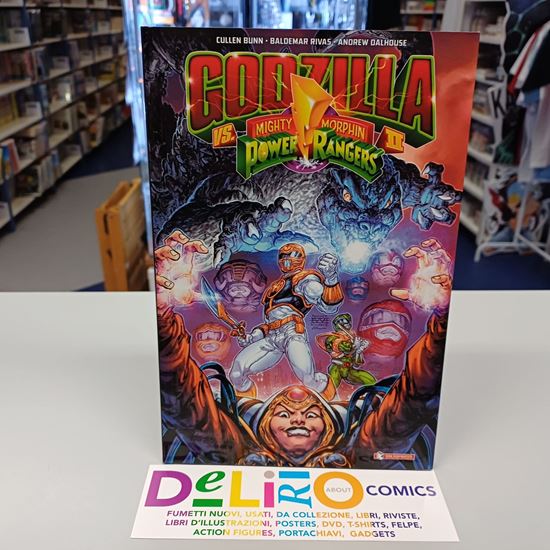 CULLEN BUNN • BALDEMAR RIVAS • ANDREW DALHOUSE
GODZILLA
VS.
MIGHTY MORPHIN
POWER RANGERS
II
DeLiRiO
ABOUT
COMICS
FUMETTI NUOVI, USATI, DA COLLEZIONE, LIBRI, RIVISTE,
LIBRI D'ILLUSTRAZIONI, POSTERS, DVD, T-SHIRTS, FELPE,
ACTION FIGURES, PORTACHIAVI, GADGETS